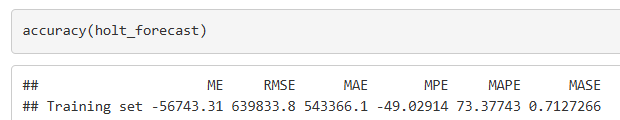 accuracy(holt_forecast)
##                     ME     RMSE      MAE       MPE     MAPE      MASE
## Training set -56743.31 639833.8 543366.1 -49.02914 73.37743 0.7127266